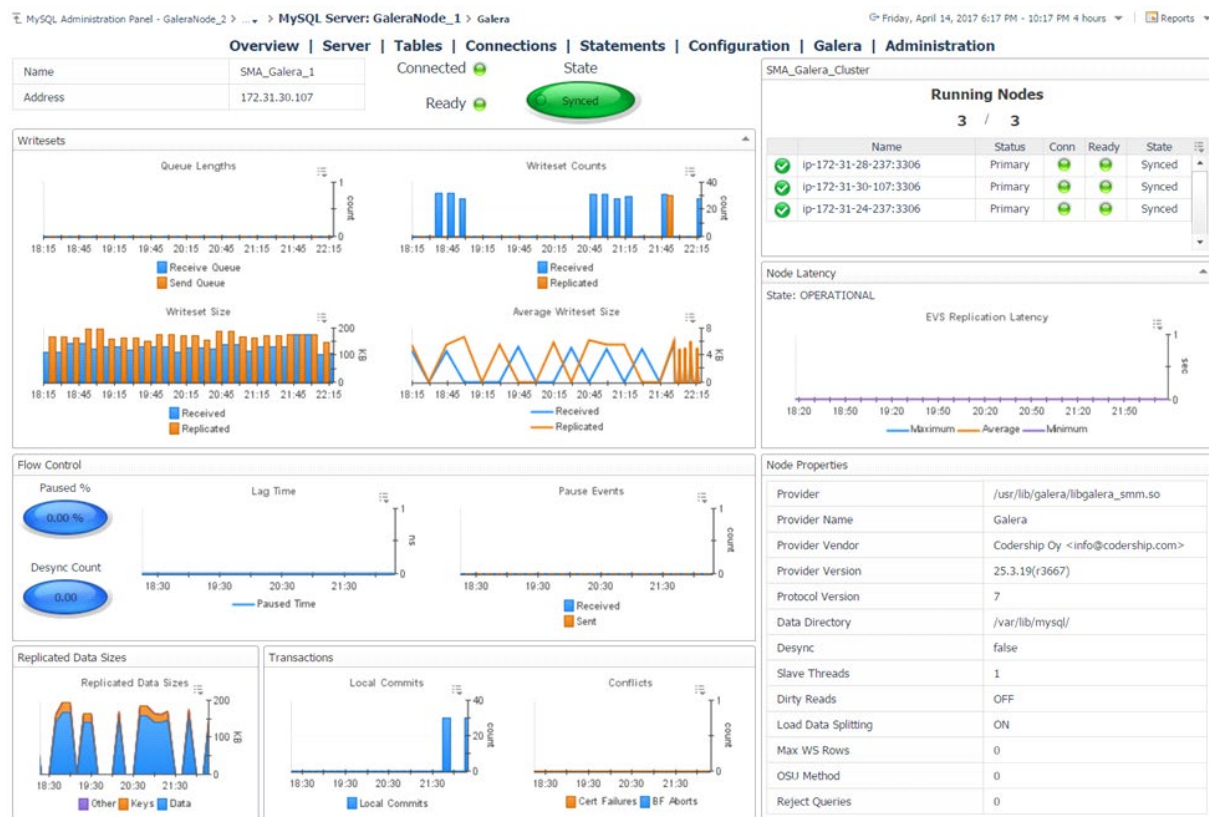 MySQL Administration Panel - GaleraNode_2 > ... > MySQL Server: GaleraNode_1 > Galera
Friday, April 14, 2017 6:17 PM - 10:17 PM 4 hours
Reports
Overview | Server | Tables | Connections | Statements | Configuration | Galera | Administration
Name SMA_Galera_1
Address 172.31.30.107
Connected
Ready
State
Synced
SMA_Galera_Cluster
Running Nodes
3 / 3
Name Status Conn Ready State
ip-172-31-28-237:3306 Primary Synced
ip-172-31-30-107:3306 Primary Synced
ip-172-31-24-237:3306 Primary Synced
Writesets
Queue Lengths
1
0
count
18:15 18:45 19:15 19:45 20:15 20:45 21:15 21:45 22:15
Receive Queue
Send Queue
Writeset Counts
40
20
0
count
18:15 18:45 19:15 19:45 20:15 20:45 21:15 21:45 22:15
Received
Replicated
Writeset Size
200
100
0
KB
18:15 18:45 19:15 19:45 20:15 20:45 21:15 21:45 22:15
Received
Replicated
Average Writeset Size
8
4
0
KB
18:15 18:45 19:15 19:45 20:15 20:45 21:15 21:45 22:15
Received
Replicated
Node Latency
State: OPERATIONAL
EVS Replication Latency
1
0
sec
18:20 18:50 19:20 19:50 20:20 20:50 21:20 21:50
Maximum Average Minimum
Flow Control
Paused %
0.00 %
Desync Count
0.00
Lag Time
1
0
ns
18:30 19:30 20:30 21:30
Paused Time
Pause Events
1
0
count
18:30 19:30 20:30 21:30
Received
Sent
Node Properties
Provider /usr/lib/galera/libgalera_smm.so
Provider Name Galera
Provider Vendor Codership Oy <info@codership.com>
Provider Version 25.3.19(r3667)
Protocol Version 7
Data Directory /var/lib/mysql/
Desync false
Slave Threads 1
Dirty Reads OFF
Load Data Splitting ON
Max WS Rows 0
OSU Method 0
Reject Queries 0
Replicated Data Sizes
Replicated Data Sizes
200
100
0
KB
18:30 19:30 20:30 21:30
Other Keys Data
Transactions
Local Commits
40
20
0
count
18:30 19:30 20:30 21:30
Local Commits
Conflicts
1
0
count
18:30 19:30 20:30 21:30
Cert Failures BF Aborts